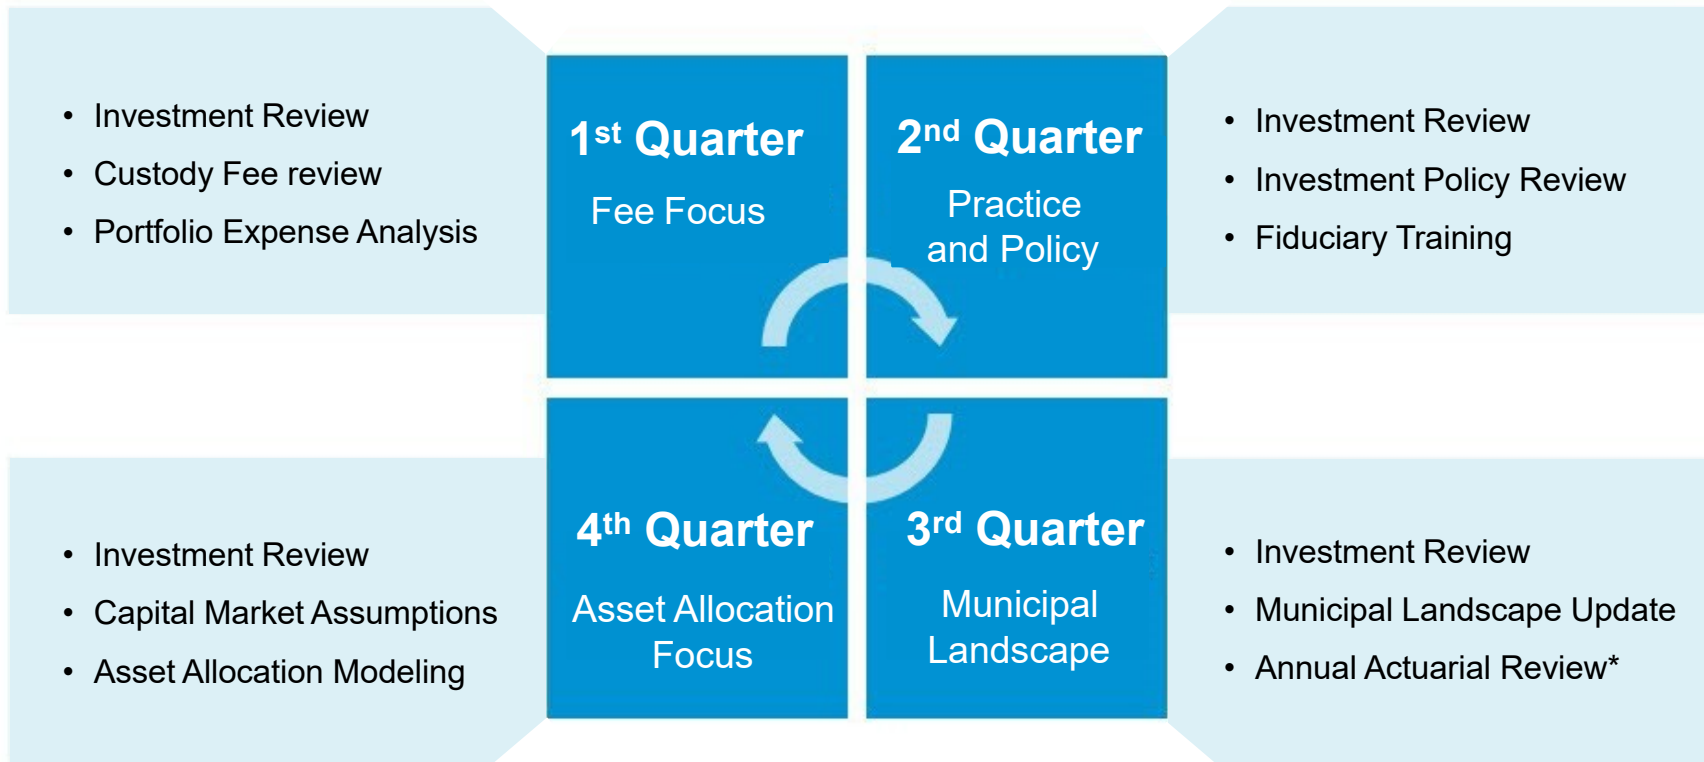 • Investment Review
• Custody Fee review
• Portfolio Expense Analysis
1st Quarter
Fee Focus
2nd Quarter
Practice
and Policy
• Investment Review
• Investment Policy Review
• Fiduciary Training
• Investment Review
• Capital Market Assumptions
• Asset Allocation Modeling
4th Quarter
Asset Allocation
Focus
3rd Quarter
Municipal
Landscape
• Investment Review
• Municipal Landscape Update
• Annual Actuarial Review*